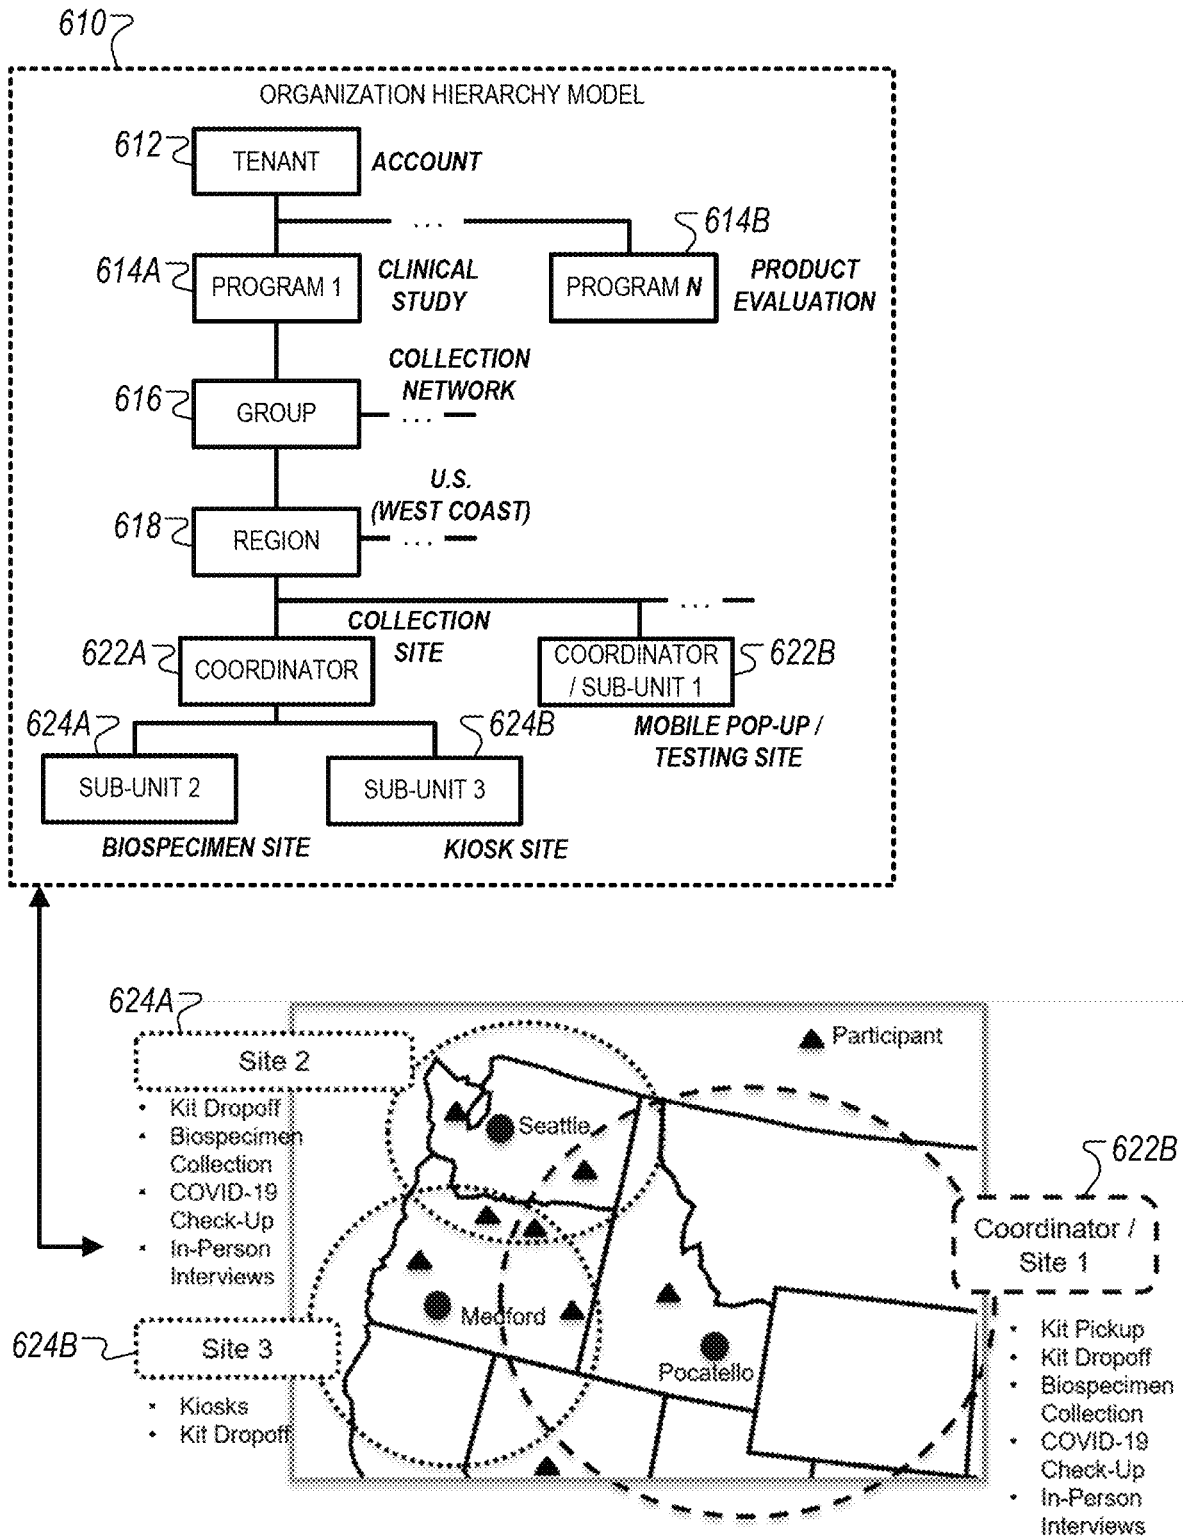 610
ORGANIZATION HIERARCHY MODEL
612
TENANT
ACCOUNT
...
614B
614A
PROGRAM 1
CLINICAL
STUDY
PROGRAM N
PRODUCT
EVALUATION
COLLECTION
NETWORK
616
GROUP
...
U.S.
(WEST COAST)
618
REGION
...
...
COLLECTION
SITE
622A
COORDINATOR
COORDINATOR
/ SUB-UNIT 1
622B
MOBILE POP-UP /
TESTING SITE
624A
624B
SUB-UNIT 2
SUB-UNIT 3
BIOSPECIMEN SITE
KIOSK SITE
624A
Site 2
• Kit Dropoff
• Biospecimen
Collection
• COVID-19
Check-Up
• In-Person
Interviews
624B
Site 3
• Kiosks
• Kit Dropoff
Participant
Seattle
Medford
Pocatello
622B
Coordinator /
Site 1
• Kit Pickup
• Kit Dropoff
• Biospecimen
Collection
• COVID-19
Check-Up
• In-Person
Interviews